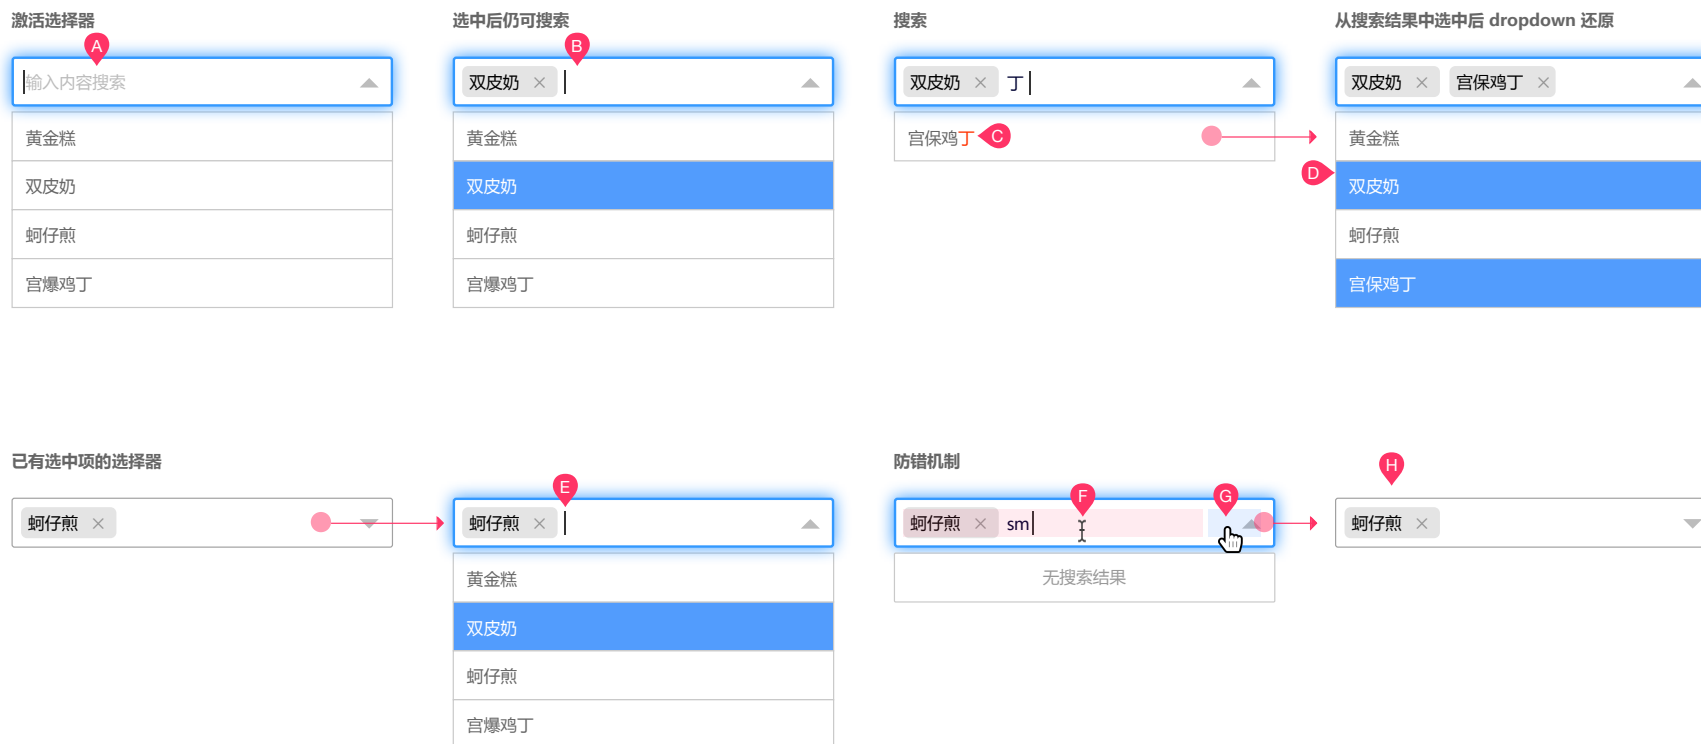 激活选择器
A
输入内容搜索
黄金糕
双皮奶
蚵仔煎
宫爆鸡丁
选中后仍可搜索
B
双皮奶 ×
黄金糕
双皮奶
蚵仔煎
宫爆鸡丁
搜索
双皮奶 × 丁
宫保鸡丁 C
从搜索结果中选中后 dropdown 还原
双皮奶 × 宫保鸡丁 ×
黄金糕
D
双皮奶
蚵仔煎
宫保鸡丁
已有选中项的选择器
蚵仔煎 ×
E
蚵仔煎 ×
黄金糕
双皮奶
蚵仔煎
宫爆鸡丁
防错机制
F G
蚵仔煎 × sm
无搜索结果
H
蚵仔煎 ×